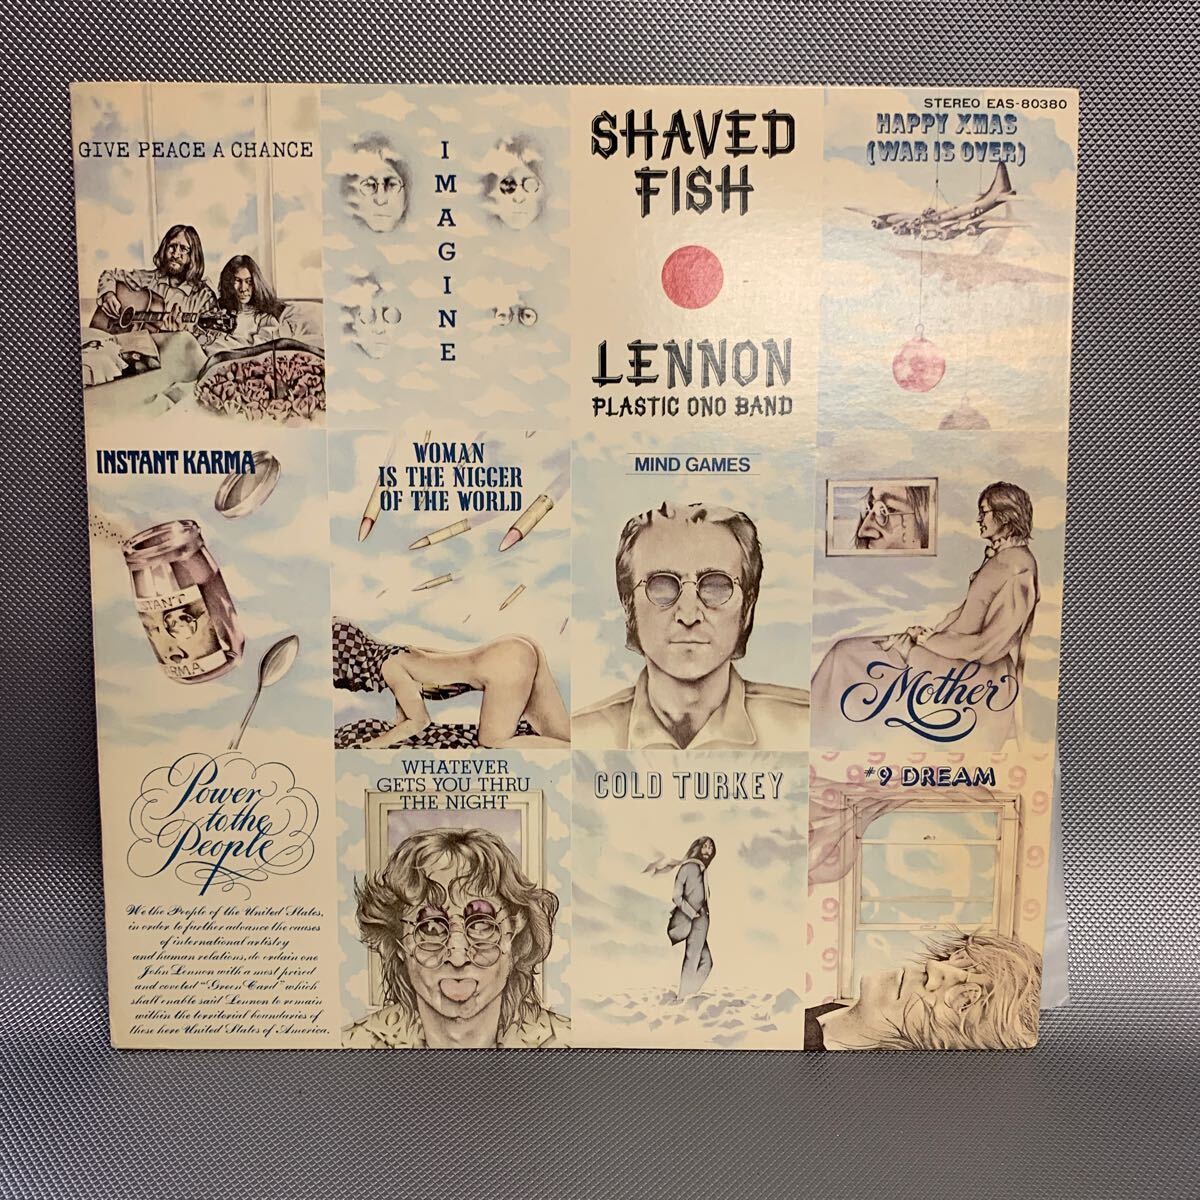 STEREO EAS-80380
GIVE PEACE A CHANCE
IMAGINE
SHAVED
FISH
LENNON
PLASTIC ONO BAND
HAPPY XMAS
(WAR IS OVER)
INSTANT KARMA
STANT
RMA
WOMAN
IS THE NIGGER
OF THE WORLD
MIND GAMES
Mother
Power
to the
People
We the People of the United States,
in order to further advance the causes
of international artistry
and human relations, do ordain one
John Lennon with a most prized
and coveted "Green Card" which
shall enable said Lennon to remain
within the territorial boundaries of
these here United States of America.
WHATEVER
GETS YOU THRU
THE NIGHT
COLD TURKEY
#9 DREAM